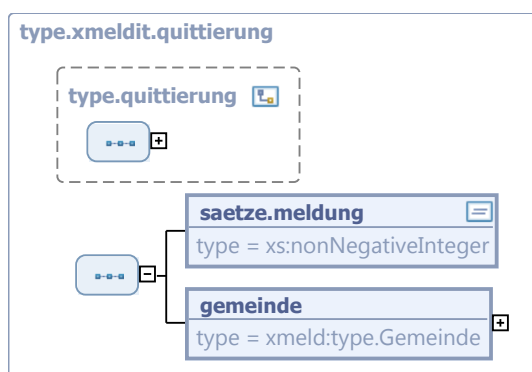 type.xmeldit.quittierung
type.quittierung
saetze.meldung
type = xs:nonNegativeInteger
gemeinde
type = xmeld:type.Gemeinde